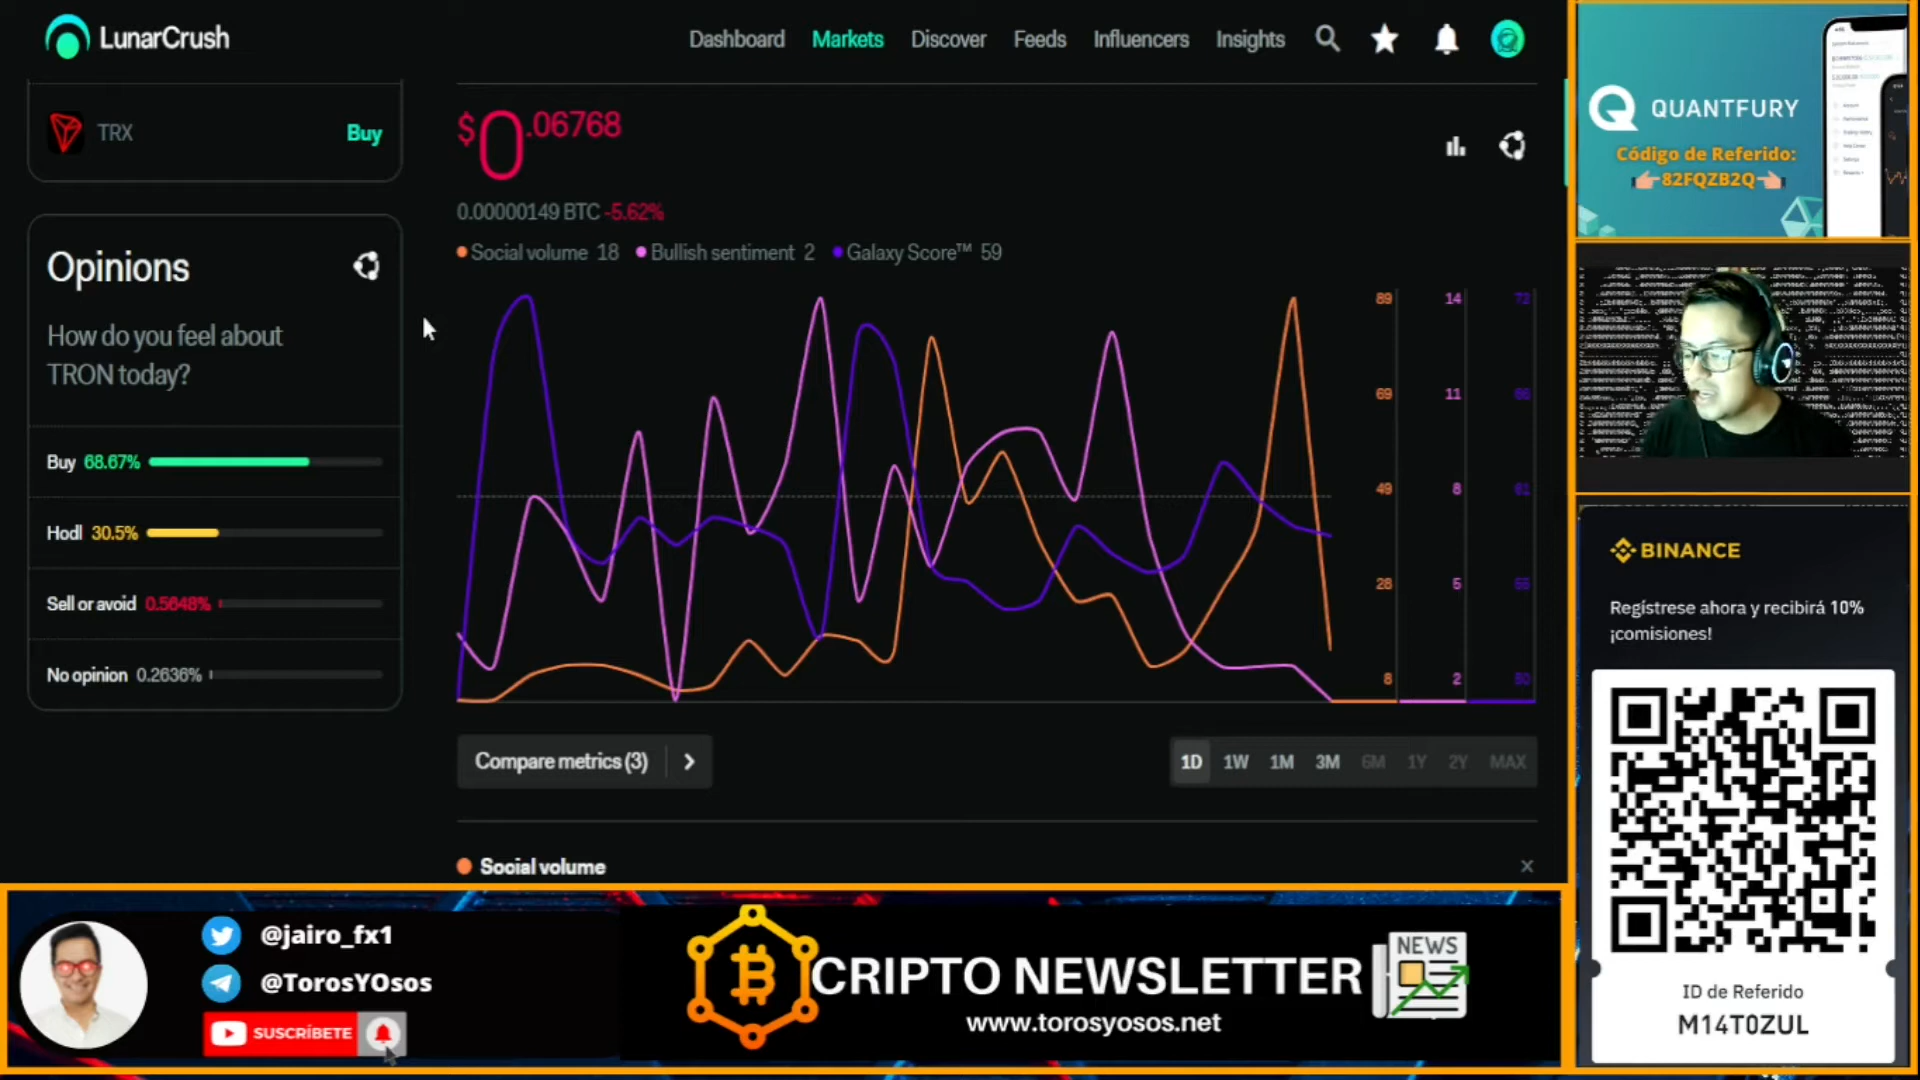 LunarCrush
Dashboard Markets Discover Feeds Influencers Insights
TRX Buy
$0.06768
0.00000149 BTC -5.62%
Social volume 18 Bullish sentiment 2 Galaxy Score™ 59
Opinions
How do you feel about
TRON today?
Buy 68.67%
Hodl 30.5%
Sell or avoid 0.5648%
No opinion 0.2636%
89 14 72
69 11 66
49 8 61
28 5 55
8 2 50
Compare metrics (3)
1D 1W 1M 3M 6M 1Y 2Y MAX
Social volume ×
QUANTFURY
Código de Referido:
82FQZB2Q
BINANCE
Regístrese ahora y recibirá 10%
¡comisiones!
ID de Referido
M14T0ZUL
@jairo_fx1
@TorosYOsos
SUSCRÍBETE
CRIPTO NEWSLETTER
NEWS
www.torosyosos.net